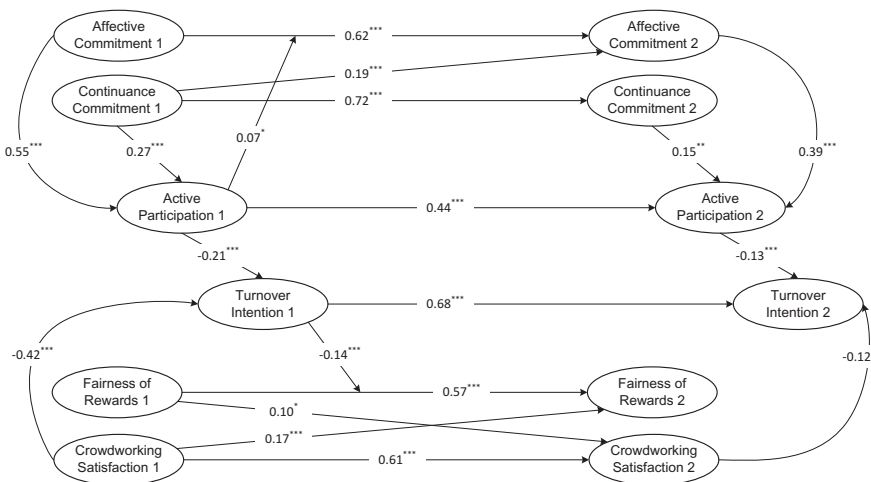 Affective
Commitment 1
0.62***
Affective
Commitment 2
0.19***
Continuance
Commitment 1
0.72***
Continuance
Commitment 2
0.07*
0.55***
0.27***
0.15**
0.39***
Active
Participation 1
0.44***
Active
Participation 2
-0.21***
-0.13***
Turnover
Intention 1
0.68***
Turnover
Intention 2
-0.42***
-0.14***
-0.12
Fairness of
Rewards 1
0.57***
Fairness of
Rewards 2
0.10*
0.17***
Crowdworking
Satisfaction 1
0.61***
Crowdworking
Satisfaction 2